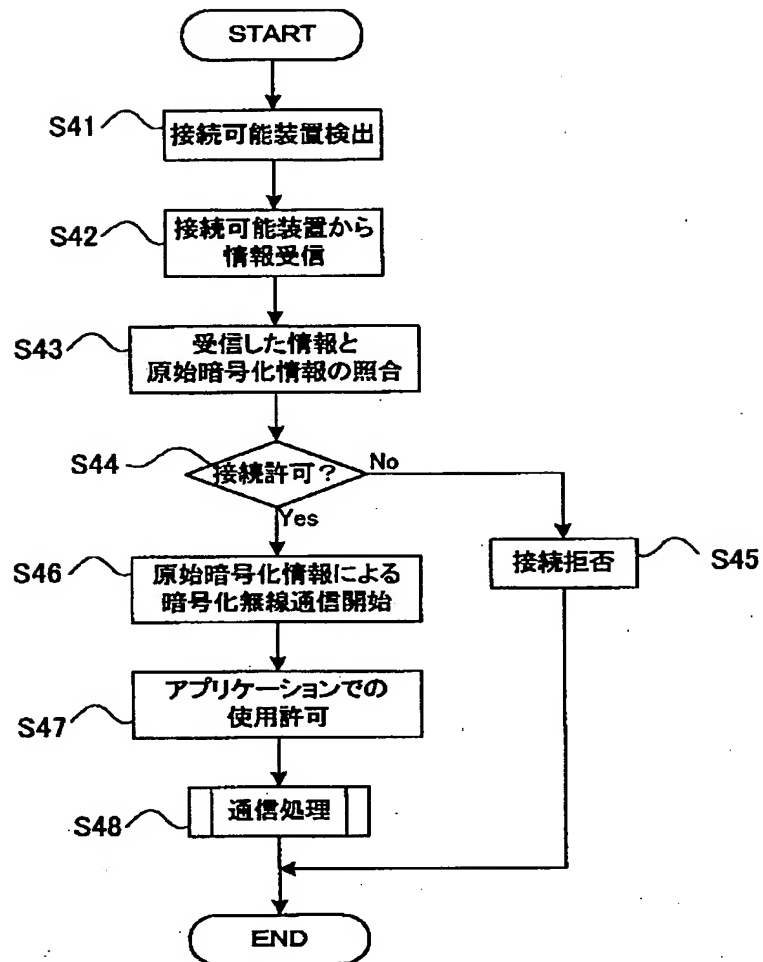 START
S41
接続可能装置検出
S42
接続可能装置から
情報受信
S43
受信した情報と
原始暗号化情報の照合
S44
接続許可？
No
Yes
S46
原始暗号化情報による
暗号化無線通信開始
接続拒否
S45
S47
アプリケーションでの
使用許可
S48
通信処理
END